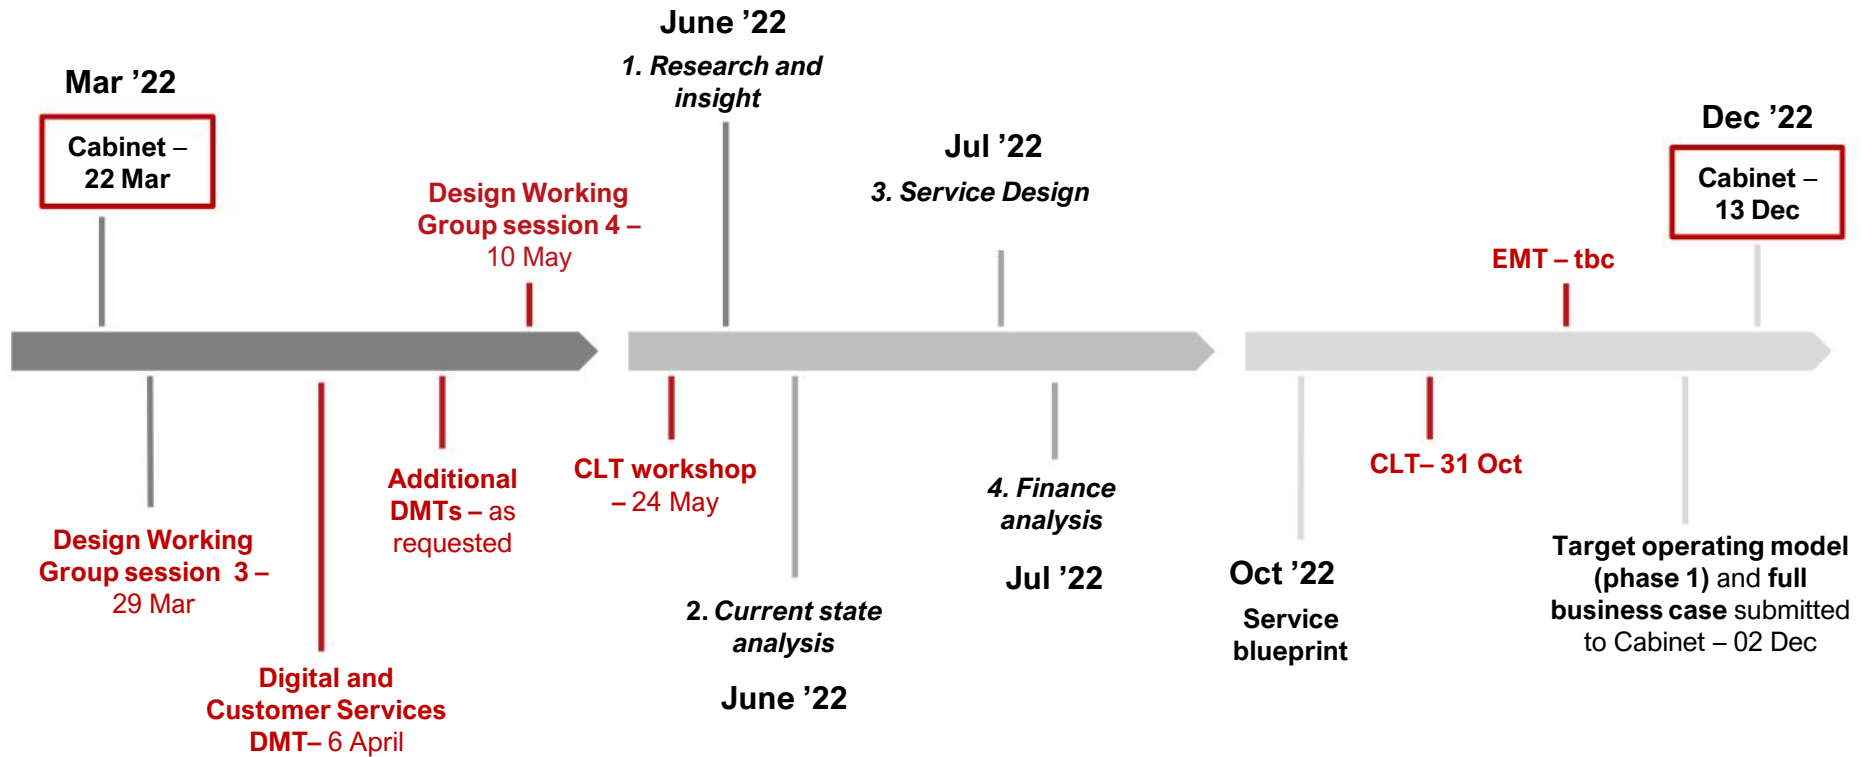 Mar ’22
Cabinet –
22 Mar
Design Working
Group session  3 –
29 Mar
Digital and
Customer Services
DMT– 6 April
Additional
DMTs – as
requested
Design Working
Group session 4 –
10 May
CLT workshop
– 24 May
June ’22
1. Research and
insight
2. Current state
analysis
June ’22
Jul ’22
3. Service Design
4. Finance
analysis
Jul ’22
Oct ’22
Service
blueprint
CLT– 31 Oct
EMT – tbc
Target operating model
(phase 1) and full
business case submitted
to Cabinet – 02 Dec
Dec ’22
Cabinet –
13 Dec